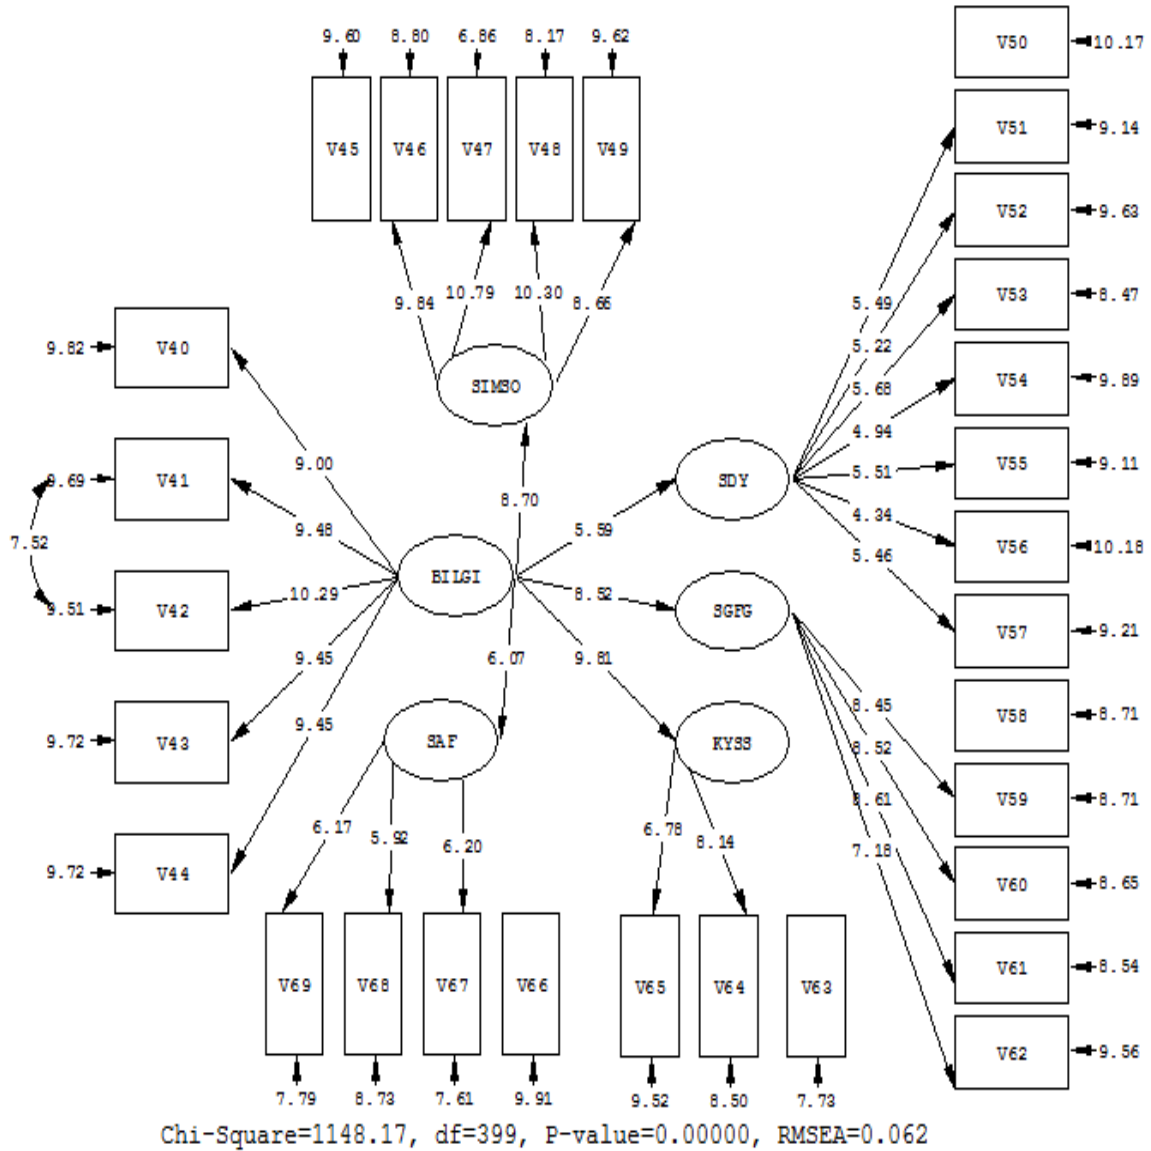 9.60 8.80 6.86 8.17 9.62
V45 V46 V47 V48 V49
9.84 10.79 10.30 8.66
SIMSO
8.70
9.82 V40
9.69 V41
7.52
9.51 V42
9.72 V43
9.72 V44
9.00
9.48
10.29
9.45
9.45
BILGI
5.59
8.52
9.81
6.07
SDY
SGFG
KYSS
SAF
5.49
5.22
5.68
4.94
5.51
4.34
5.46
8.45
8.52
8.61
7.18
V50 10.17
V51 9.14
V52 9.63
V53 8.47
V54 9.89
V55 9.11
V56 10.18
V57 9.21
V58 8.71
V59 8.71
V60 8.65
V61 8.54
V62 9.56
6.17 5.92 6.20
6.78 8.14
V69 V68 V67 V66 V65 V64 V63
7.79 8.73 7.61 9.91 9.52 8.50 7.73
Chi-Square=1148.17, df=399, P-value=0.00000, RMSEA=0.062